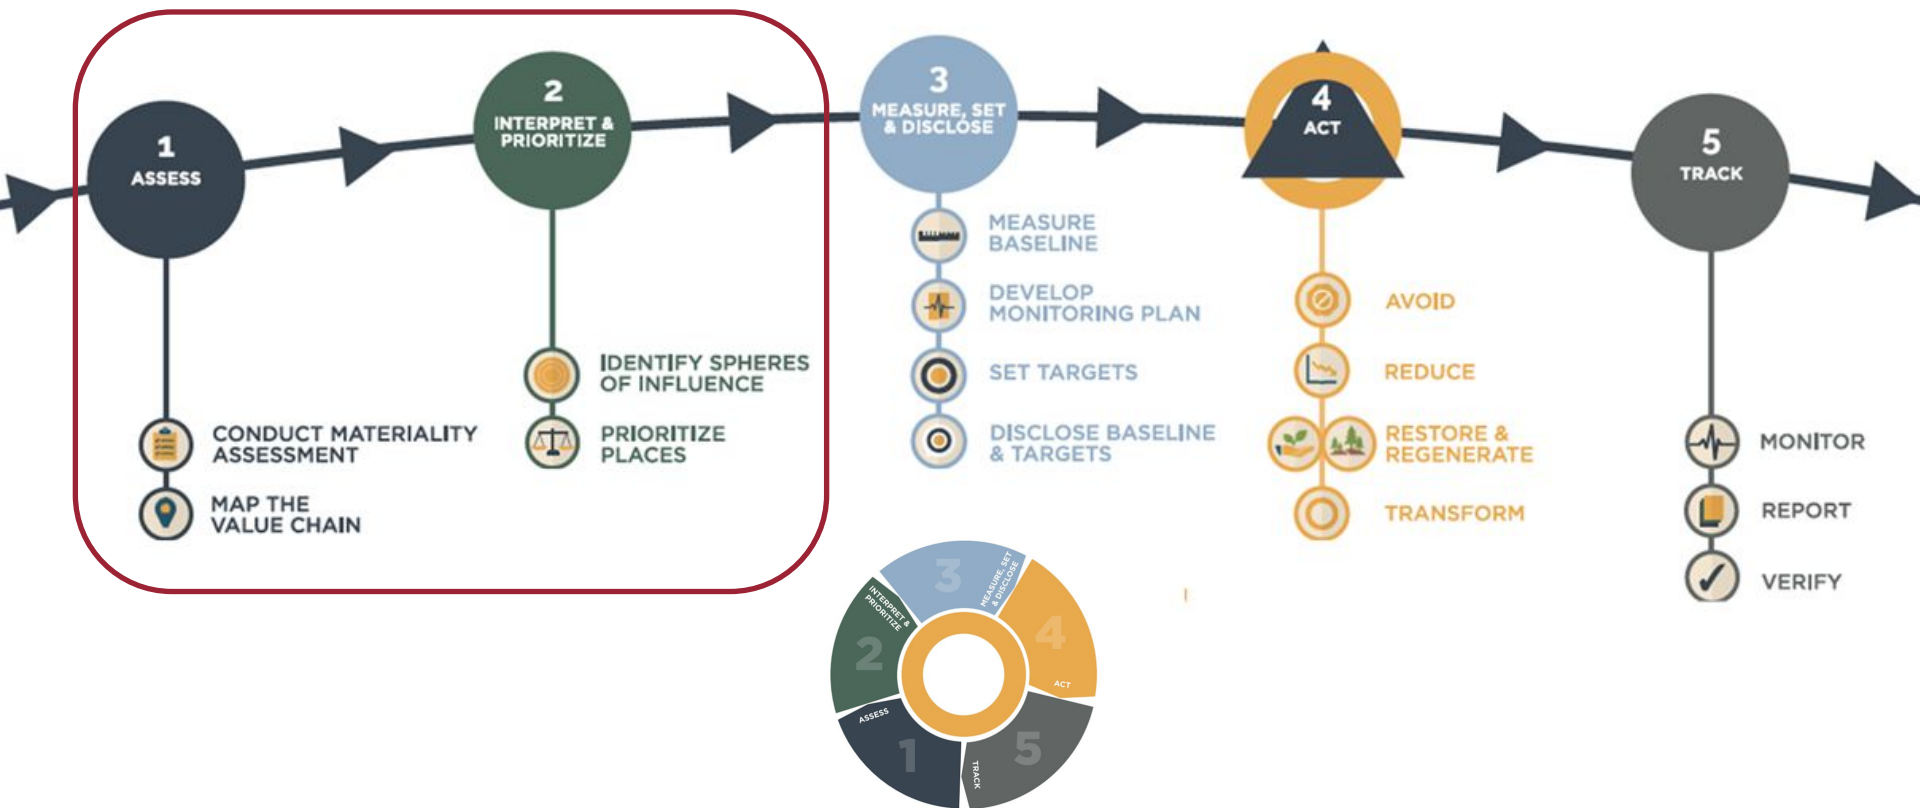 1
ASSESS
CONDUCT MATERIALITY
ASSESSMENT
MAP THE
VALUE CHAIN
2
INTERPRET &
PRIORITIZE
IDENTIFY SPHERES
OF INFLUENCE
PRIORITIZE
PLACES
3
MEASURE, SET
& DISCLOSE
MEASURE
BASELINE
DEVELOP
MONITORING PLAN
SET TARGETS
DISCLOSE BASELINE
& TARGETS
4
ACT
AVOID
REDUCE
RESTORE &
REGENERATE
TRANSFORM
5
TRACK
MONITOR
REPORT
VERIFY
1
ASSESS
2
INTERPRET &
PRIORITIZE
3
MEASURE, SET
& DISCLOSE
4
ACT
5
TRACK